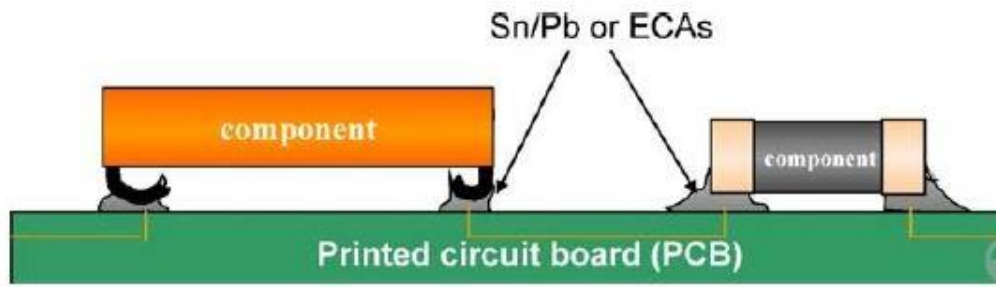 Sn/Pb or ECAs
component
component
Printed circuit board (PCB)